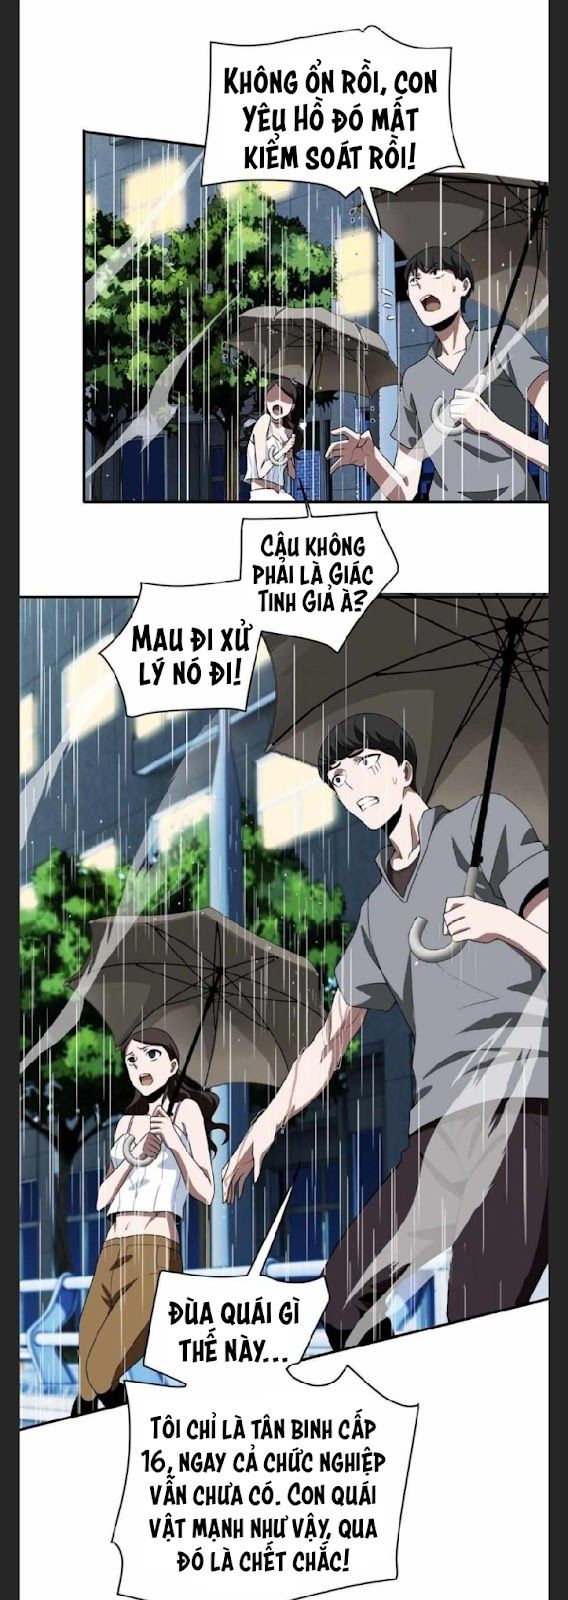 KHÔNG ỔN RỒI, CON
YÊU HỒ ĐÓ MẤT
KIỂM SOÁT RỒI!
CÂU KHÔNG
PHẢI LÀ GIÁC
TINH GIẢ À?
MAU ĐI XỬ
LÝ NÓ ĐI!
ĐÙA QUÁI GÌ
THẾ NÀY...
TÔI CHỈ LÀ TÂN BINH CẤP
16, NGAY CẢ CHỨC NGHIỆP
VẪN CHƯA CÓ. CON QUÁI
VẬT MẠNH NHƯ VẬY, QUA
ĐÓ LÀ CHẾT CHẮC!